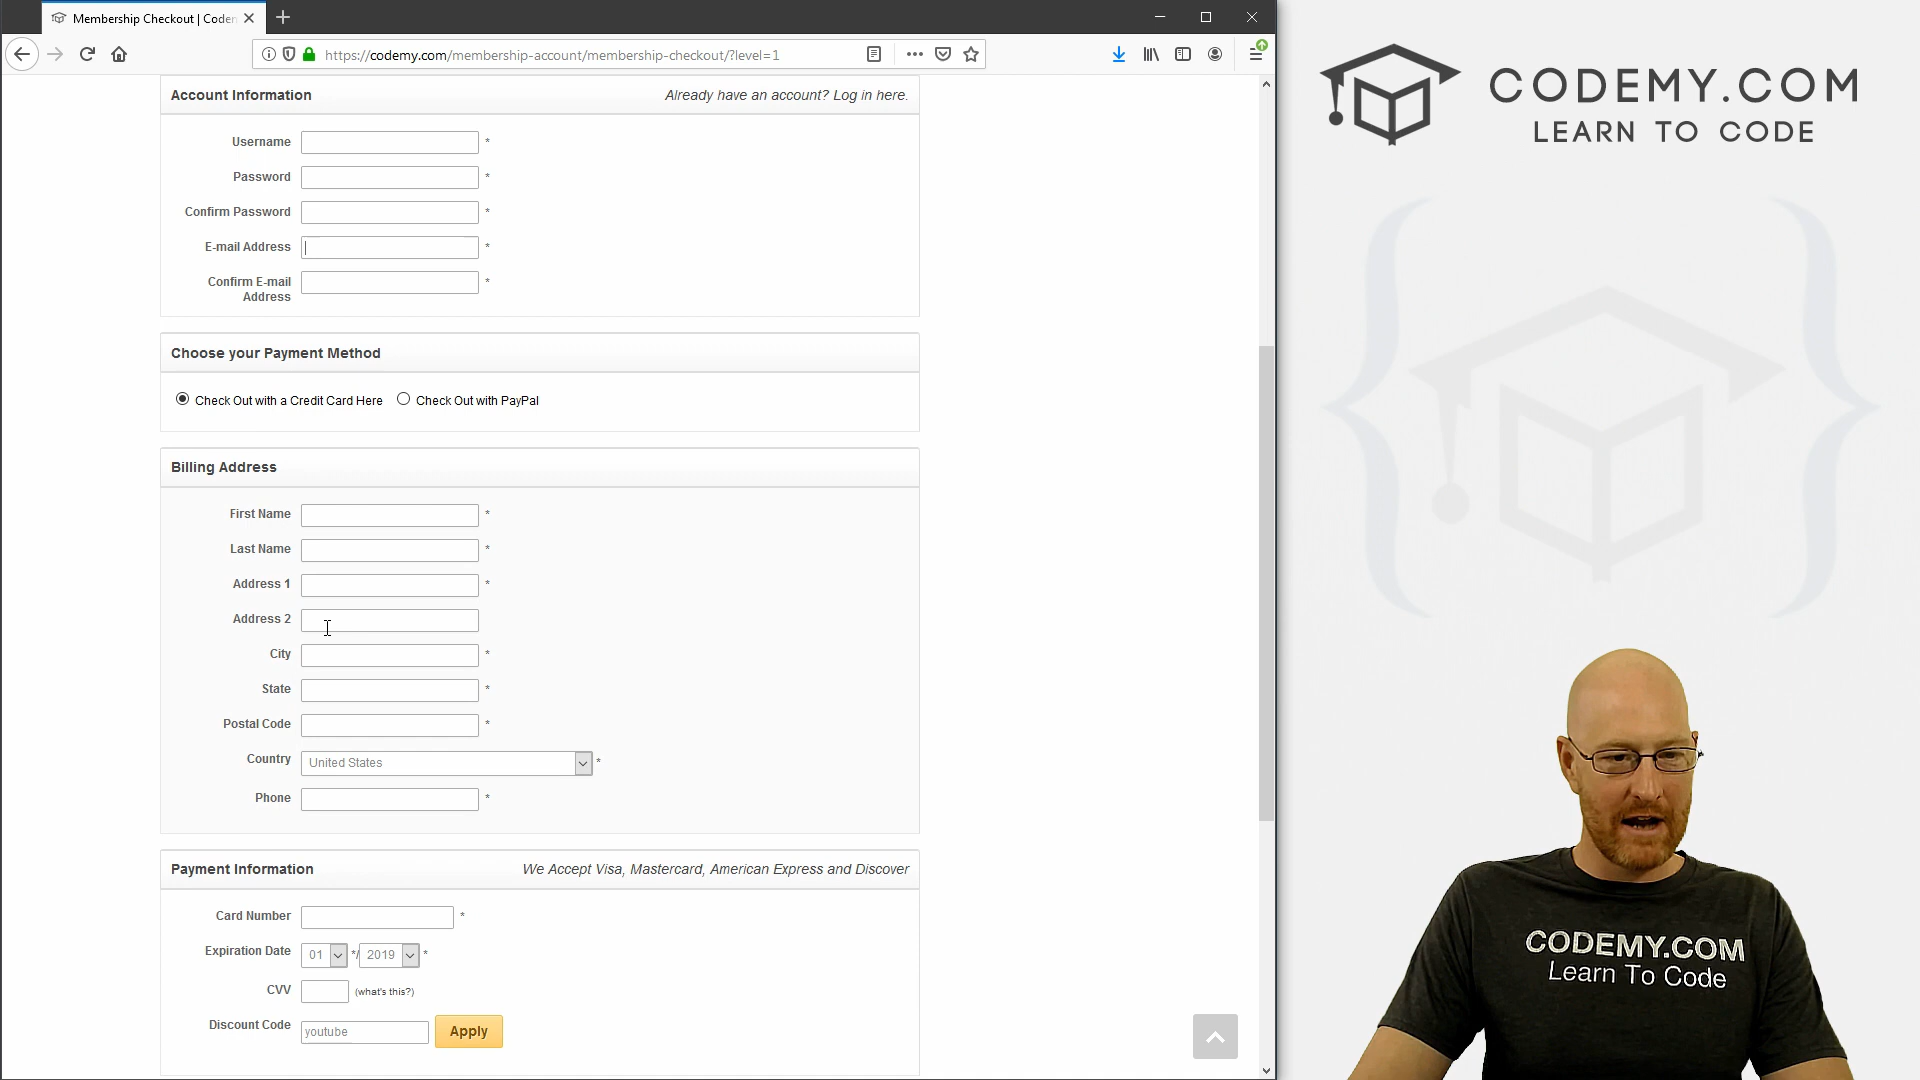 Membership Checkout | Codem
https://codemy.com/membership-account/membership-checkout/?level=1
CODEMY.COM
LEARN TO CODE
Account Information
Already have an account? Log in here.
Username *
Password *
Confirm Password *
E-mail Address *
Confirm E-mail
Address *
Choose your Payment Method
Check Out with a Credit Card Here
Check Out with PayPal
Billing Address
First Name *
Last Name *
Address 1 *
Address 2
City *
State *
Postal Code *
Country United States *
Phone *
Payment Information
We Accept Visa, Mastercard, American Express and Discover
Card Number *
Expiration Date 01 */ 2019 *
CVV (what's this?)
Discount Code youtube Apply
CODEMY.COM
Learn To Code